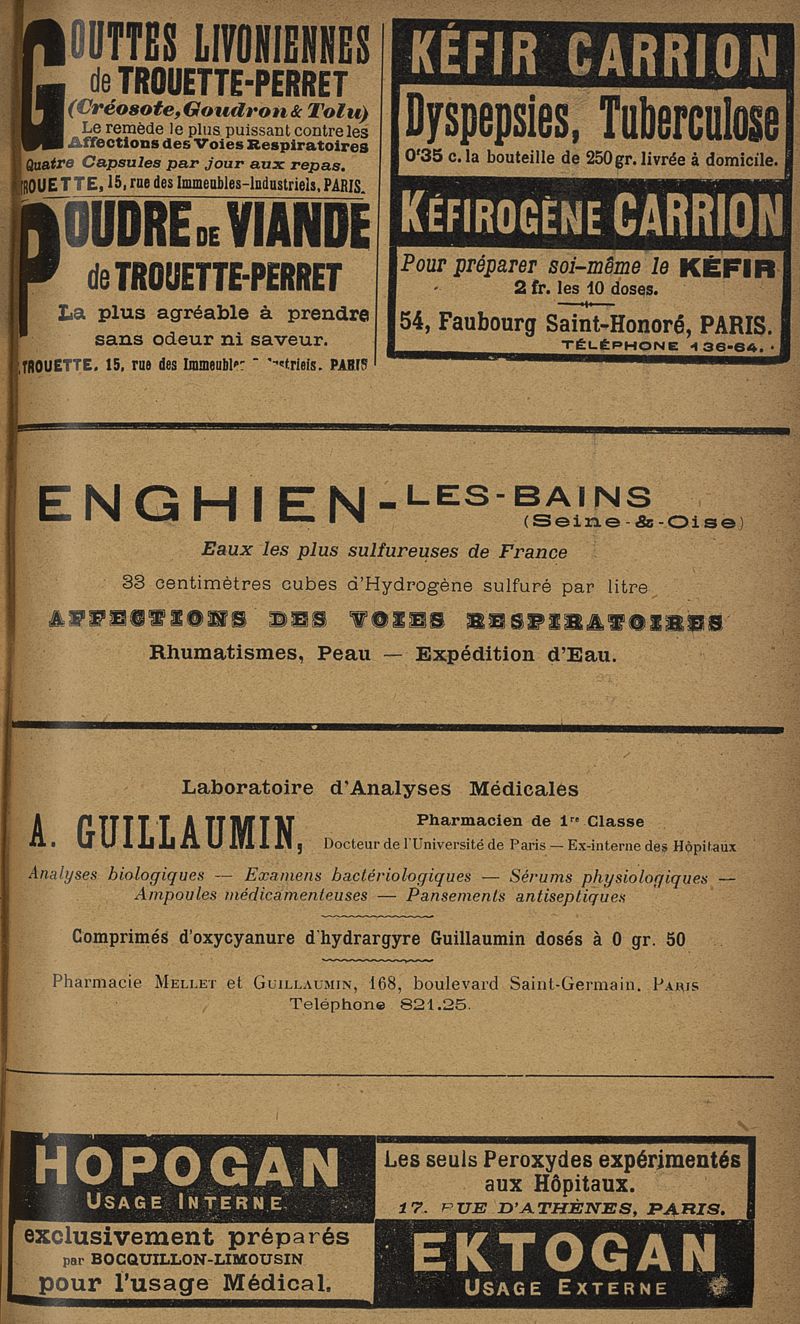 GOUTTES LIVONIENNES
de TROUETTE-PERRET
(Créosote, Goudron & Tolu)
Le remède le plus puissant contre les
Affections des Voies Respiratoires
Quatre Capsules par jour aux repas.
TROUETTE, 15, rue des Immeubles-Industriels, PARIS.
POUDRE DE VIANDE
de TROUETTE-PERRET
La plus agréable à prendre
sans odeur ni saveur.
TROUETTE. 15, rue des PARIS
KÉFIR CARRION
Dyspepsies, Tuberculose
0f35 c. la bouteille de 250 gr. livrée à domicile.
KÉFIROGÈNE CARRION
Pour préparer soi-même le KÉFIR
2 fr. les 10 doses.
54, Faubourg Saint-Honoré, PARIS.
TÉLÉPHONE 136-64.
ENGHIEN-LES-BAINS
(Seine-&-Oise)
Eaux les plus sulfureuses de France
33 centimètres cubes d'Hydrogène sulfuré par litre
AFFECTIONS DES VOIES RESPIRATOIRES
Rhumatismes, Peau — Expédition d'Eau.
Laboratoire d'Analyses Médicales
A. GUILLAUMIN,
Pharmacien de 1re Classe
Docteur de l'Université de Paris — Ex-interne des Hôpitaux
Analyses biologiques — Examens bactériologiques — Sérums physiologiques —
Ampoules médicamenteuses — Pansements antiseptiques
Comprimés d'oxycyanure d'hydrargyre Guillaumin dosés à 0 gr. 50
Pharmacie MELLET et GUILLAUMIN, 168, boulevard Saint-Germain. PARIS
Teléphone 821.25.
HOPOGAN
USAGE INTERNE
exclusivement préparés
par BOCQUILLON-LIMOUSIN
pour l'usage Médical.
Les seuls Peroxydes expérimentés
aux Hôpitaux.
17. RUE D'ATHÈNES, PARIS.
EKTOGAN
USAGE EXTERNE